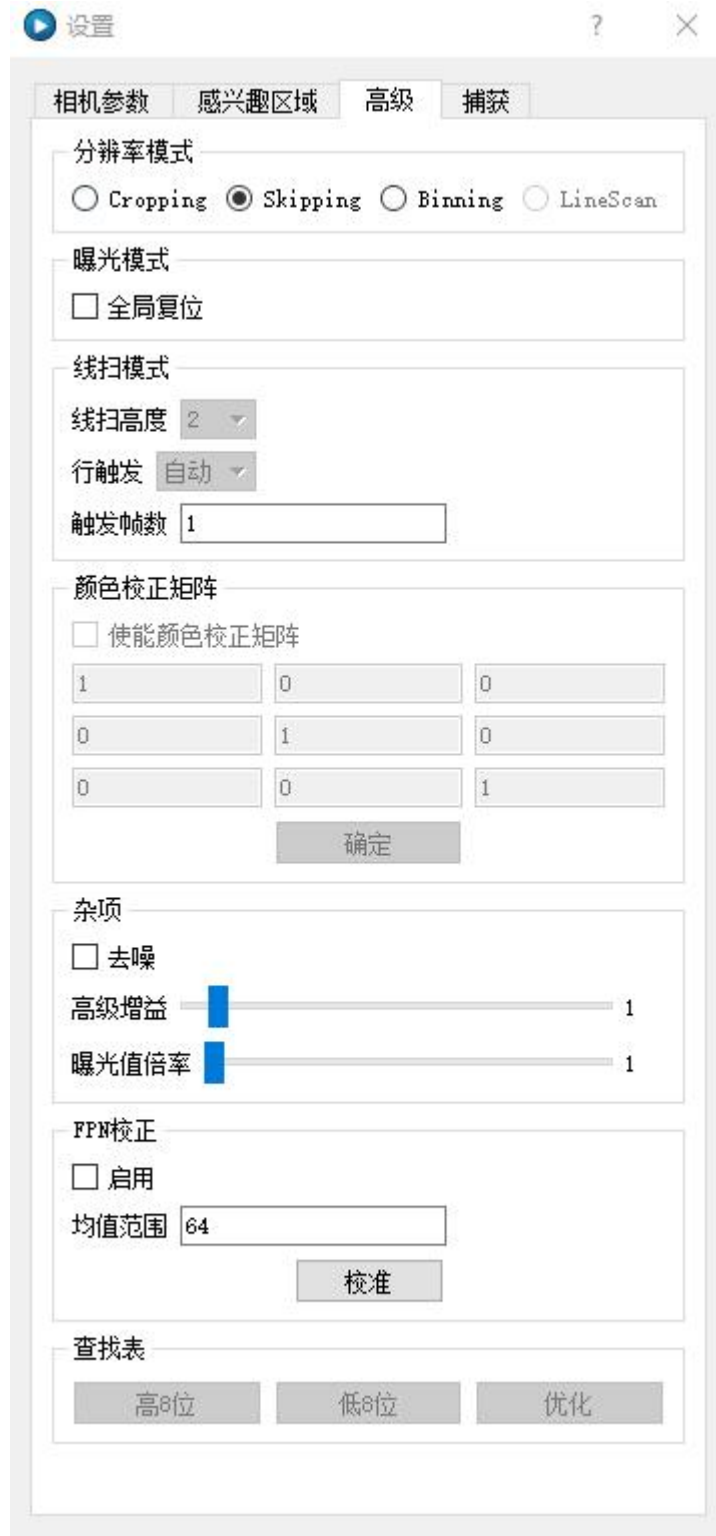 设置 ?
相机参数 感兴趣区域 高级 捕获
分辨率模式
Cropping Skipping Binning LineScan
曝光模式
全局复位
线扫模式
线扫高度 2
行触发 自动
触发帧数 1
颜色校正矩阵
使能颜色校正矩阵
1 0 0
0 1 0
0 0 1
确定
杂项
去噪
高级增益 1
曝光值倍率 1
FPN校正
启用
均值范围 64
校准
查找表
高8位 低8位 优化